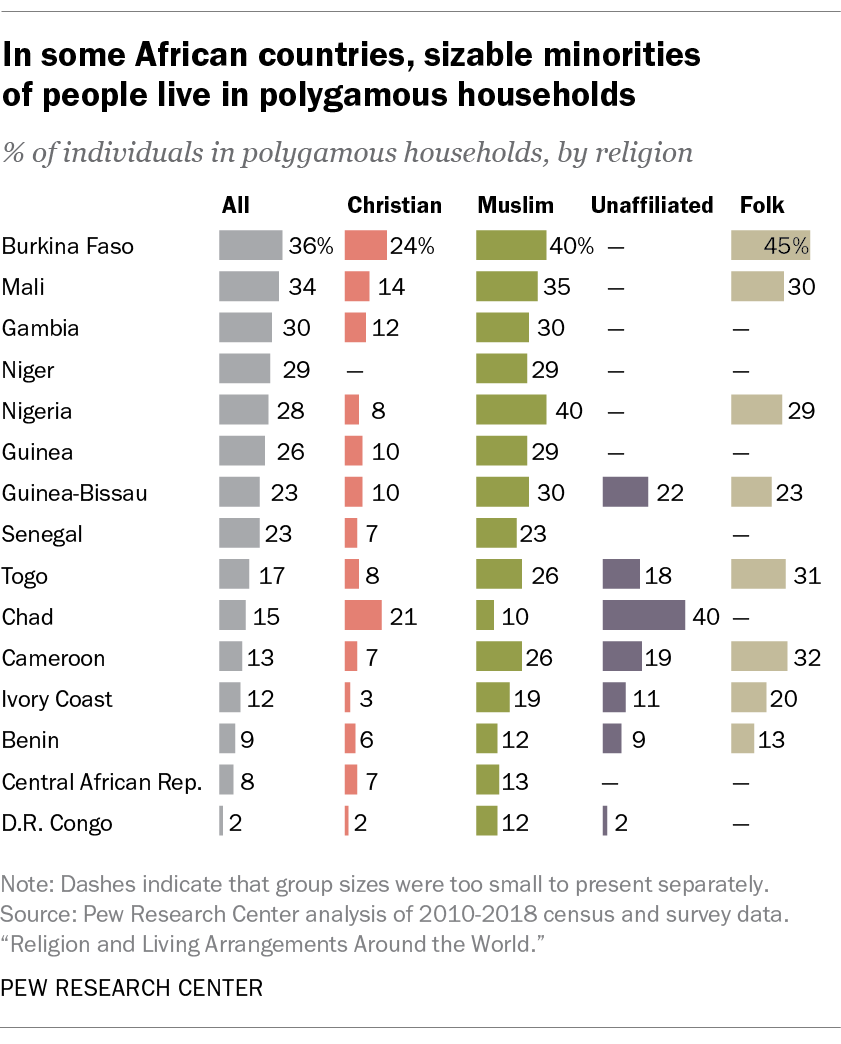 In some African countries, sizable minorities
of people live in polygamous households
% of individuals in polygamous households, by religion
All Christian Muslim Unaffiliated Folk
Burkina Faso 36% 24% 40% — 45%
Mali 34 14 35 — 30
Gambia 30 12 30 — —
Niger 29 — 29 — —
Nigeria 28 8 40 — 29
Guinea 26 10 29 — —
Guinea-Bissau 23 10 30 22 23
Senegal 23 7 23 —
Togo 17 8 26 18 31
Chad 15 21 10 40 —
Cameroon 13 7 26 19 32
Ivory Coast 12 3 19 11 20
Benin 9 6 12 9 13
Central African Rep. 8 7 13 — —
D.R. Congo 2 2 12 2 —
Note: Dashes indicate that group sizes were too small to present separately.
Source: Pew Research Center analysis of 2010-2018 census and survey data.
“Religion and Living Arrangements Around the World.”
PEW RESEARCH CENTER